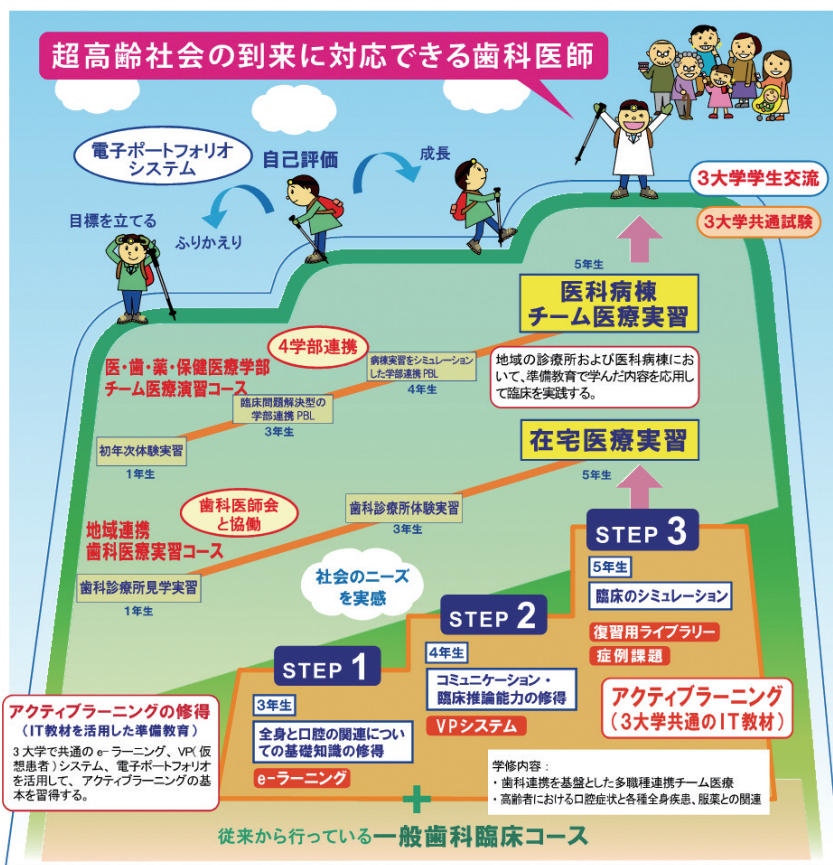 超高齢社会の到来に対応できる歯科医師
電子ポートフォリオ
システム
自己評価
成長
目標を立てる
ふりかえり
3大学学生交流
3大学共通試験
5年生
医科病棟
チーム医療実習
4学部連携
病棟実習をシミュレーション
した学部連携PBL
4年生
地域の診療所および医科病棟にお
いて、準備教育で学んだ内容を応用し
て臨床を実践する。
医・歯・薬・保健医療学部
チーム医療演習コース
臨床問題解決型の
学部連携PBL
3年生
初年次体験実習
1年生
在宅医療実習
5年生
歯科医師会
と協働
歯科診療所体験実習
3年生
地域連携
歯科医療実習コース
歯科診療所見学実習
1年生
社会のニーズ
を実感
STEP 3
5年生
臨床のシミュレーション
復習用ライブラリー
症例課題
STEP 2
4年生
コミュニケーション・
臨床推論能力の修得
VPシステム
STEP 1
3年生
全身と口腔の関連につい
ての基礎知識の修得
e-ラーニング
アクティブラーニングの修得
(IT教材を活用した準備教育)
3大学で共通のe-ラーニング、VP(仮
想患者)システム、電子ポートフォリオ
を活用して、アクティブラーニングの基
本を習得する。
アクティブラーニング
(3大学共通のIT教材)
学修内容:
・歯科連携を基盤とした多職種連携チーム医療
・高齢者における口腔症状と各種全身疾患、服薬との関連
+
従来から行っている一般歯科臨床コース